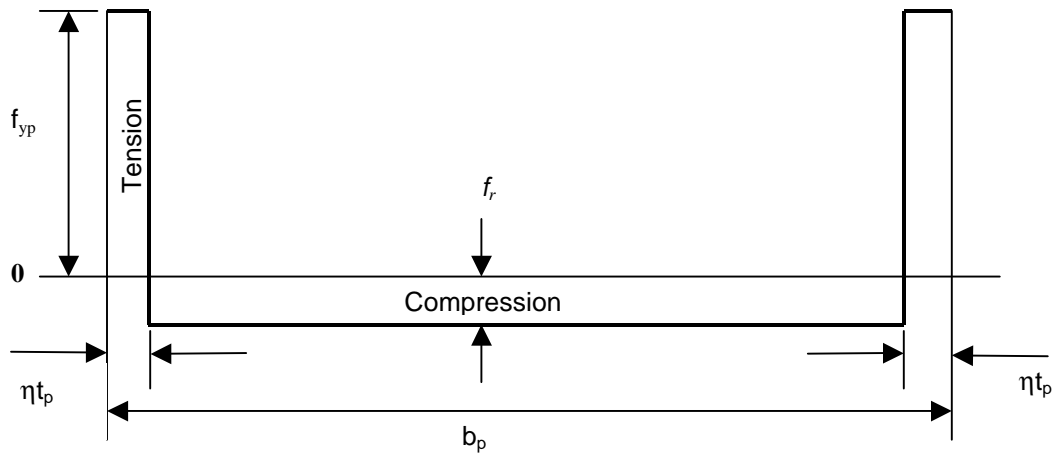 f_yp
Tension
f_r
0
Compression
ηt_p
ηt_p
b_p